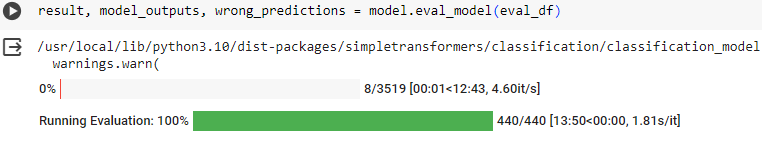 result, model_outputs, wrong_predictions = model.eval_model(eval_df)
/usr/local/lib/python3.10/dist-packages/simpletransformers/classification/classification_model
warnings.warn(
0% 8/3519 [00:01<12:43, 4.60it/s]
Running Evaluation: 100% 440/440 [13:50<00:00, 1.81s/it]